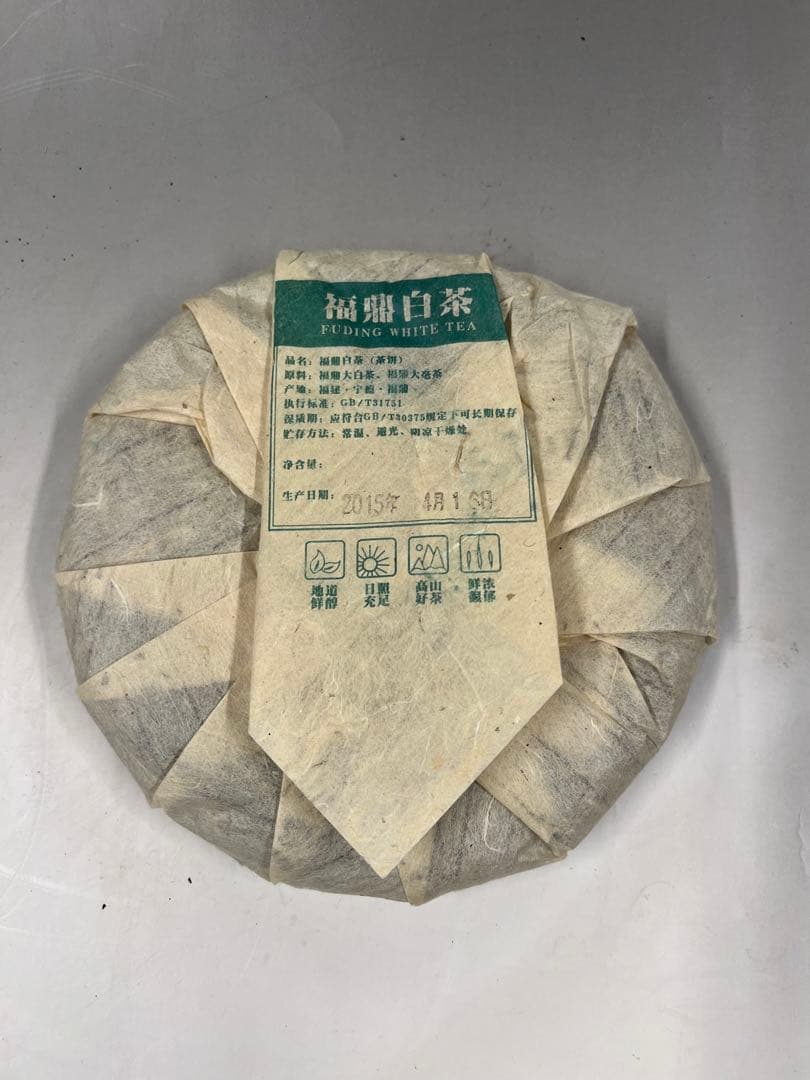 福鼎白茶
FUDING WHITE TEA
品名：福鼎白茶（茶饼）
原料：福鼎大白茶、福鼎大毫茶
产地：福建·宁德·福鼎
执行标准：GB/T31751
保质期：应符合GB/T30375规定下可长期保存
贮存方法：常温、避光、阴凉干燥处
净含量：
生产日期：2015年 4月16日
地道 日照 高山 鲜浓
鲜醇 充足 好茶 馥郁